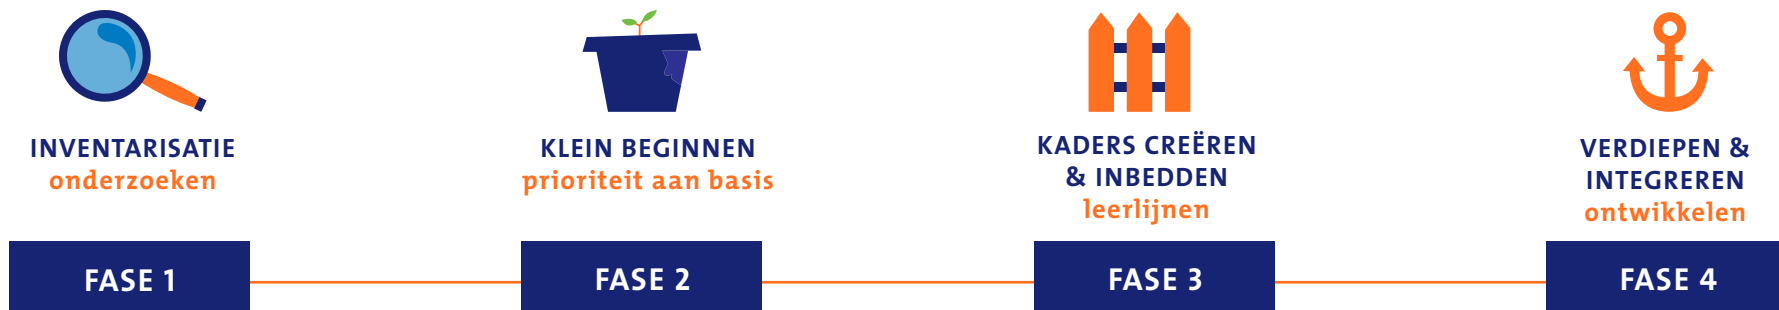 INVENTARISATIE
onderzoeken
FASE 1
KLEIN BEGINNEN
prioriteit aan basis
FASE 2
KADERS CREËREN
& INBEDDEN
leerlijnen
FASE 3
VERDIEPEN &
INTEGREREN
ontwikkelen
FASE 4